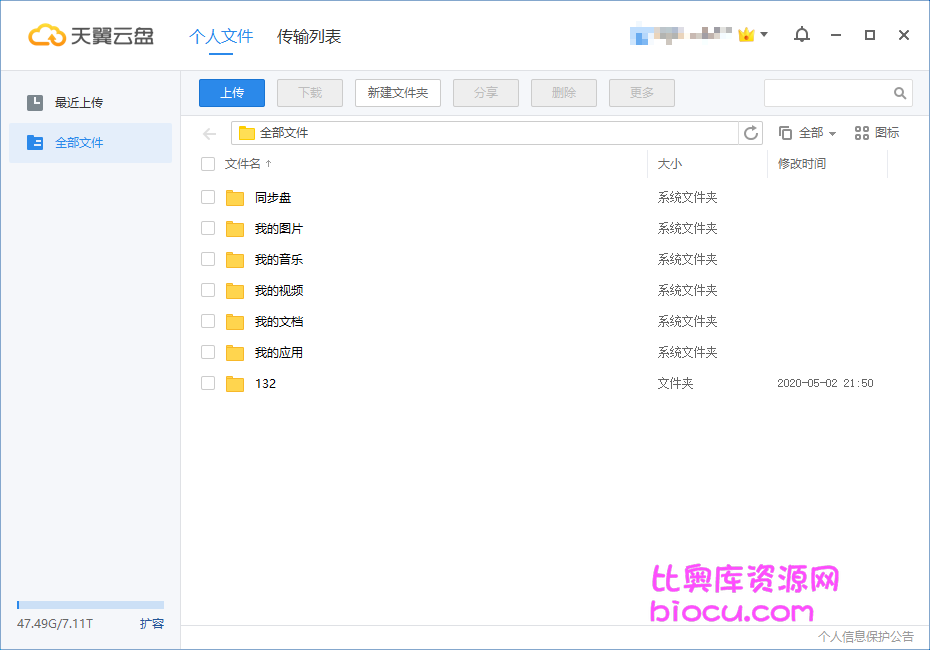 天翼云盘 个人文件 传输列表
最近上传
全部文件
上传 下载 新建文件夹 分享 删除 更多
全部文件 全部 图标
文件名↑ 大小 修改时间
同步盘 系统文件夹
我的图片 系统文件夹
我的音乐 系统文件夹
我的视频 系统文件夹
我的文档 系统文件夹
我的应用 系统文件夹
132 文件夹 2020-05-02 21:50
比奥库资源网
biocu.com
47.49G/7.11T 扩容
个人信息保护公告